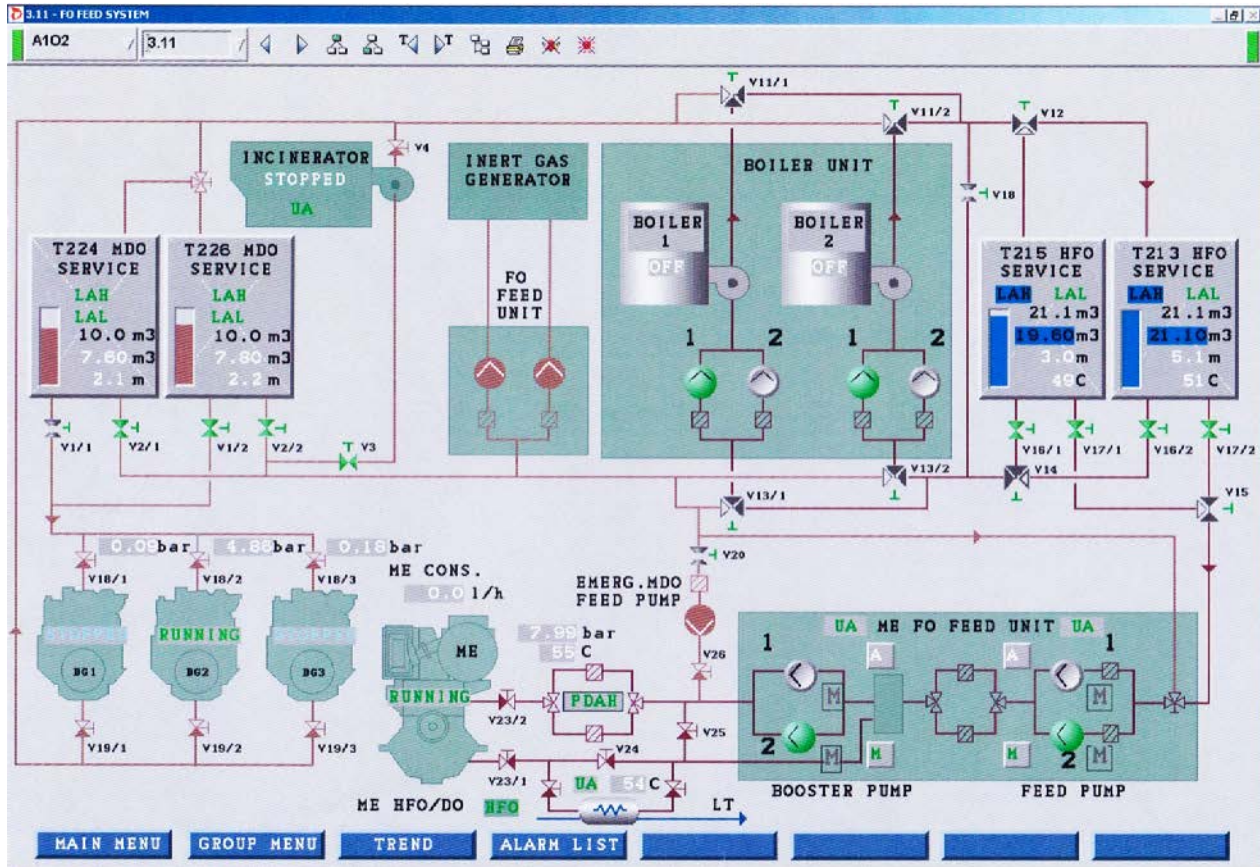 3.11 - FO FEED SYSTEM
A1O2 / 3.11 /
V11/1
V11/2
V12
V4
INCINERATOR
STOPPED
UA
INERT GAS
GENERATOR
BOILER UNIT
V18
BOILER
1
OFF
BOILER
2
OFF
T224 MDO
SERVICE
LAH
LAL
10.0 m3
7.60 m3
2.1 m
T226 MDO
SERVICE
LAH
LAL
10.0 m3
7.80 m3
2.2 m
FO
FEED
UNIT
T215 HFO
SERVICE
LAH LAL
21.1 m3
19.60 m3
3.0 m
49 C
T213 HFO
SERVICE
LAH LAL
21.1 m3
21.10 m3
5.1 m
51 C
1 2 1 2
V1/1 V2/1 V1/2 V2/2 V3
V16/1 V17/1 V16/2 V17/2
V13/2 V14
V13/1 V15
0.09 bar 4.88 bar 0.18 bar
V18/1 V18/2 V18/3
ME CONS.
0.0 l/h
V20
EMERG.MDO
FEED PUMP
STOPPED RUNNING STOPPED
BG1 BG2 BG3
ME
RUNNING
7.99 bar
55 C
PDAH
V26
UA ME FO FEED UNIT UA
1 A A 1
M M
2 M M 2 M
V23/2
V25
V24
V19/1 V19/2 V19/3
V23/1
UA 54 C
BOOSTER PUMP FEED PUMP
ME HFO/DO HFO LT
MAIN MENU GROUP MENU TREND ALARM LIST